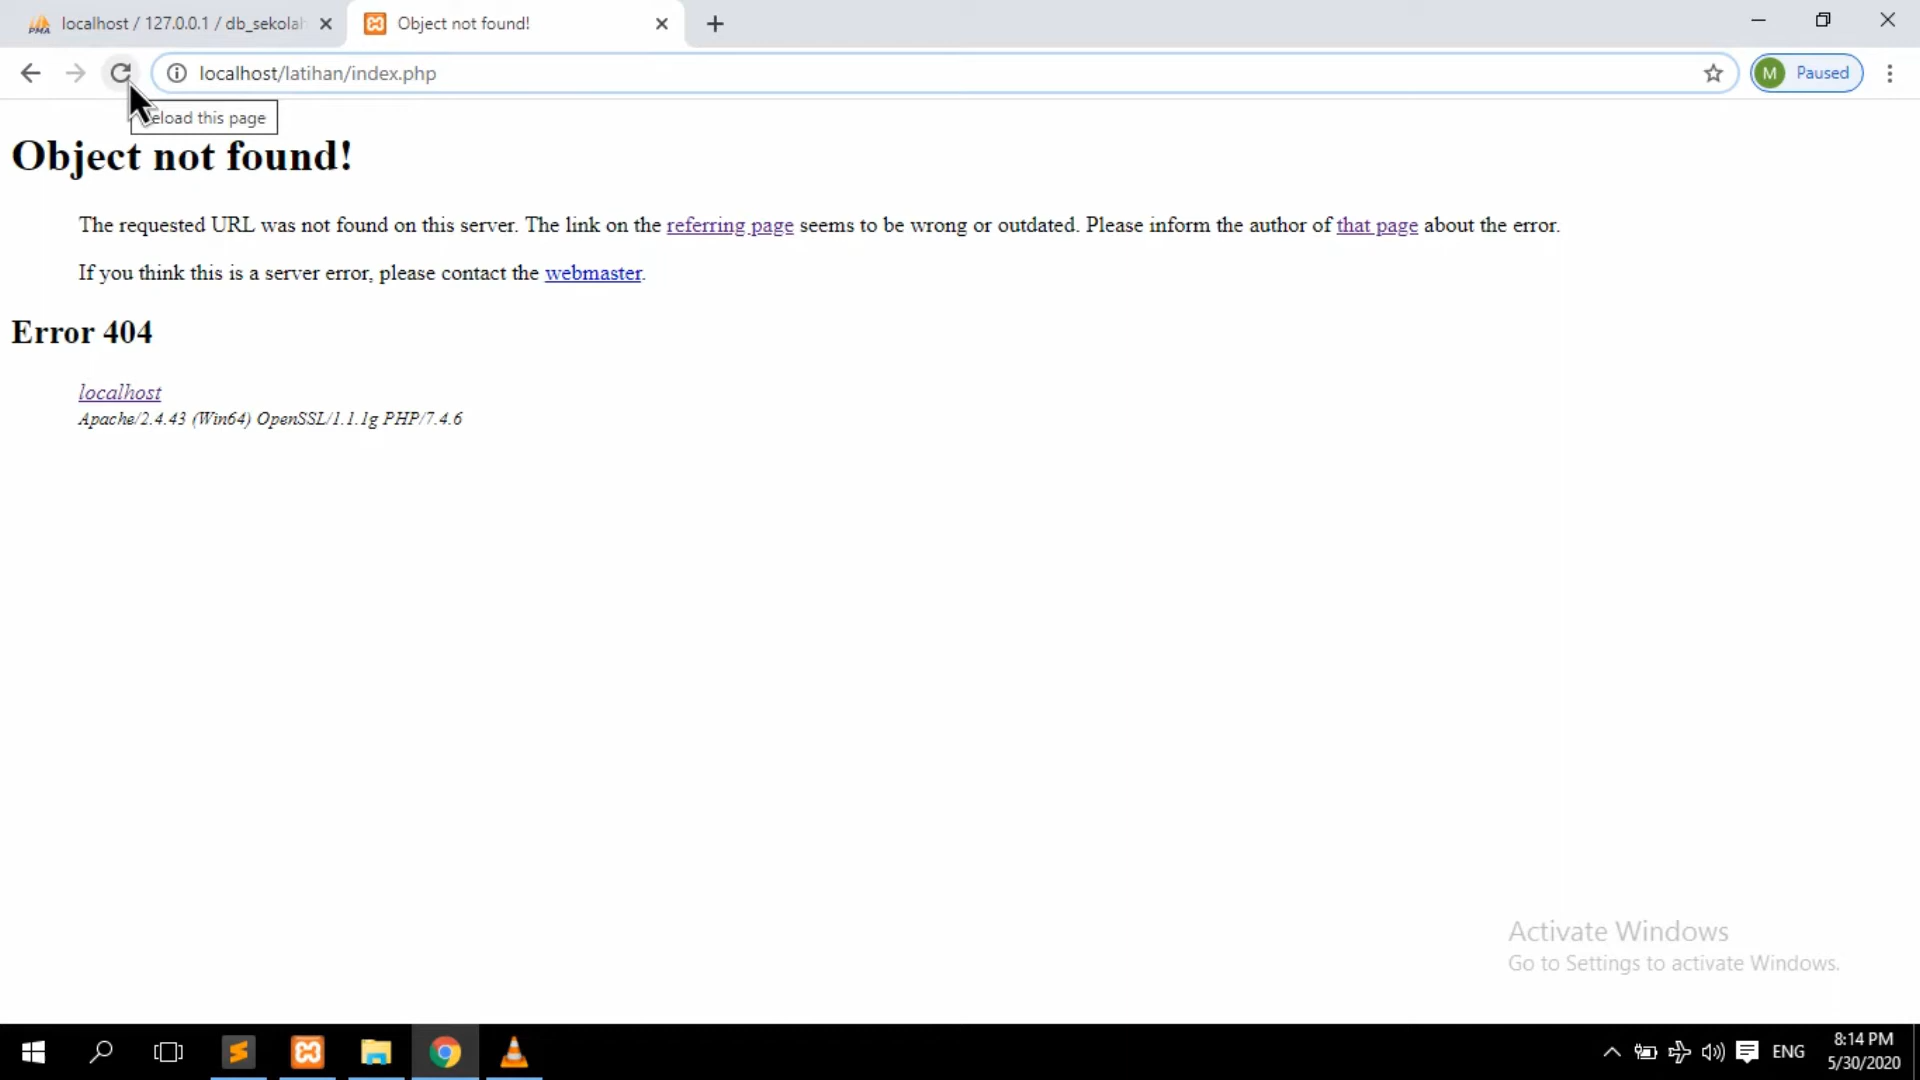 localhost / 127.0.0.1 / db_sekolah
Object not found!
localhost/latihan/index.php
M
Paused
eload this page
Object not found!
The requested URL was not found on this server. The link on the referring page seems to be wrong or outdated. Please inform the author of that page about the error.
If you think this is a server error, please contact the webmaster.
Error 404
localhost
Apache/2.4.43 (Win64) OpenSSL/1.1.1g PHP/7.4.6
Activate Windows
Go to Settings to activate Windows.
ENG
8:14 PM
5/30/2020